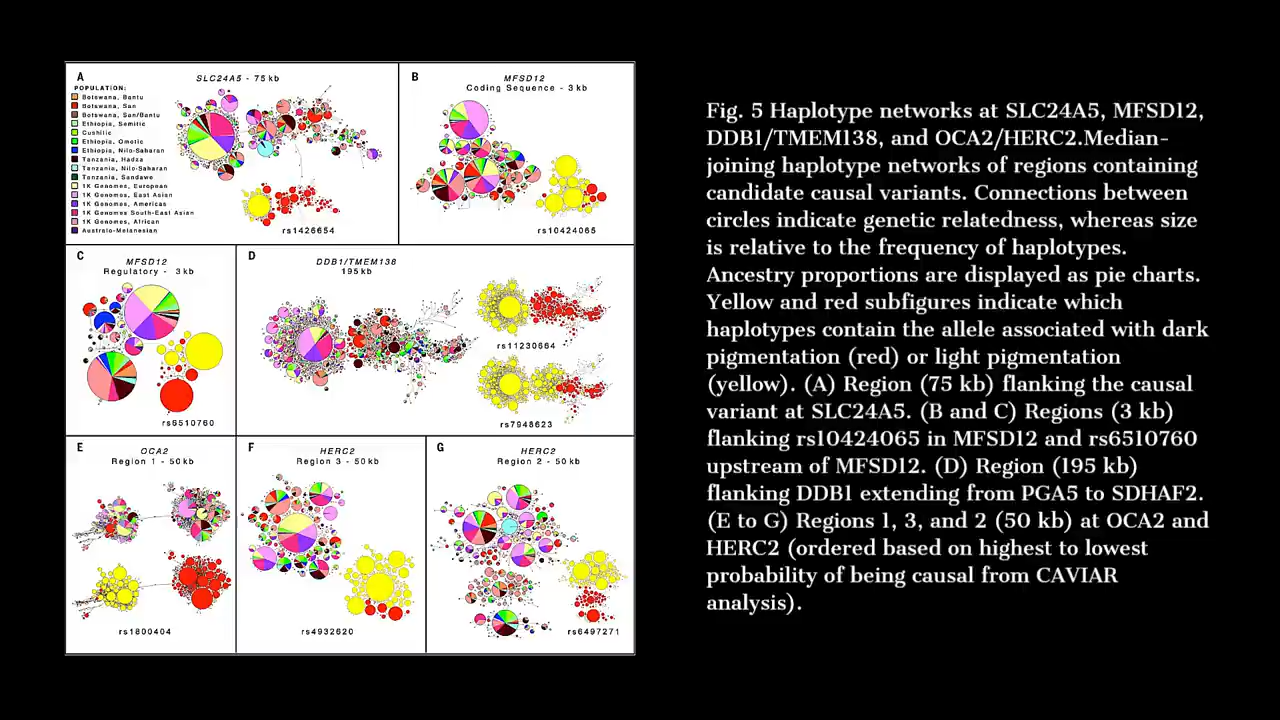 A
SLC24A5 - 75 kb
POPULATION:
Botswana, Bantu
Botswana, San
Botswana, San/Bantu
Ethiopia, Semitic
Cushitic
Ethiopia, Omotic
Ethiopia, Nilo-Saharan
Tanzania, Hadza
Tanzania, Nilo-Saharan
Tanzania, Sandawe
1K Genomes, European
1K Genomes, East Asian
1K Genomes, Americas
1K Genomes South-East Asian
1K Genomes, African
Australo-Melanesian
rs1426654
B
MFSD12
Coding Sequence - 3 kb
rs10424065
C
MFSD12
Regulatory - 3 kb
rs6510760
D
DDB1/TMEM138
195 kb
rs11230664
rs7948623
E
OCA2
Region 1 - 50 kb
rs1800404
F
HERC2
Region 3 - 50 kb
rs4932620
G
HERC2
Region 2 - 50 kb
rs6497271
Fig. 5 Haplotype networks at SLC24A5, MFSD12,
DDB1/TMEM138, and OCA2/HERC2.Median-
joining haplotype networks of regions containing
candidate causal variants. Connections between
circles indicate genetic relatedness, whereas size
is relative to the frequency of haplotypes.
Ancestry proportions are displayed as pie charts.
Yellow and red subfigures indicate which
haplotypes contain the allele associated with dark
pigmentation (red) or light pigmentation
(yellow). (A) Region (75 kb) flanking the causal
variant at SLC24A5. (B and C) Regions (3 kb)
flanking rs10424065 in MFSD12 and rs6510760
upstream of MFSD12. (D) Region (195 kb)
flanking DDB1 extending from PGA5 to SDHAF2.
(E to G) Regions 1, 3, and 2 (50 kb) at OCA2 and
HERC2 (ordered based on highest to lowest
probability of being causal from CAVIAR
analysis).